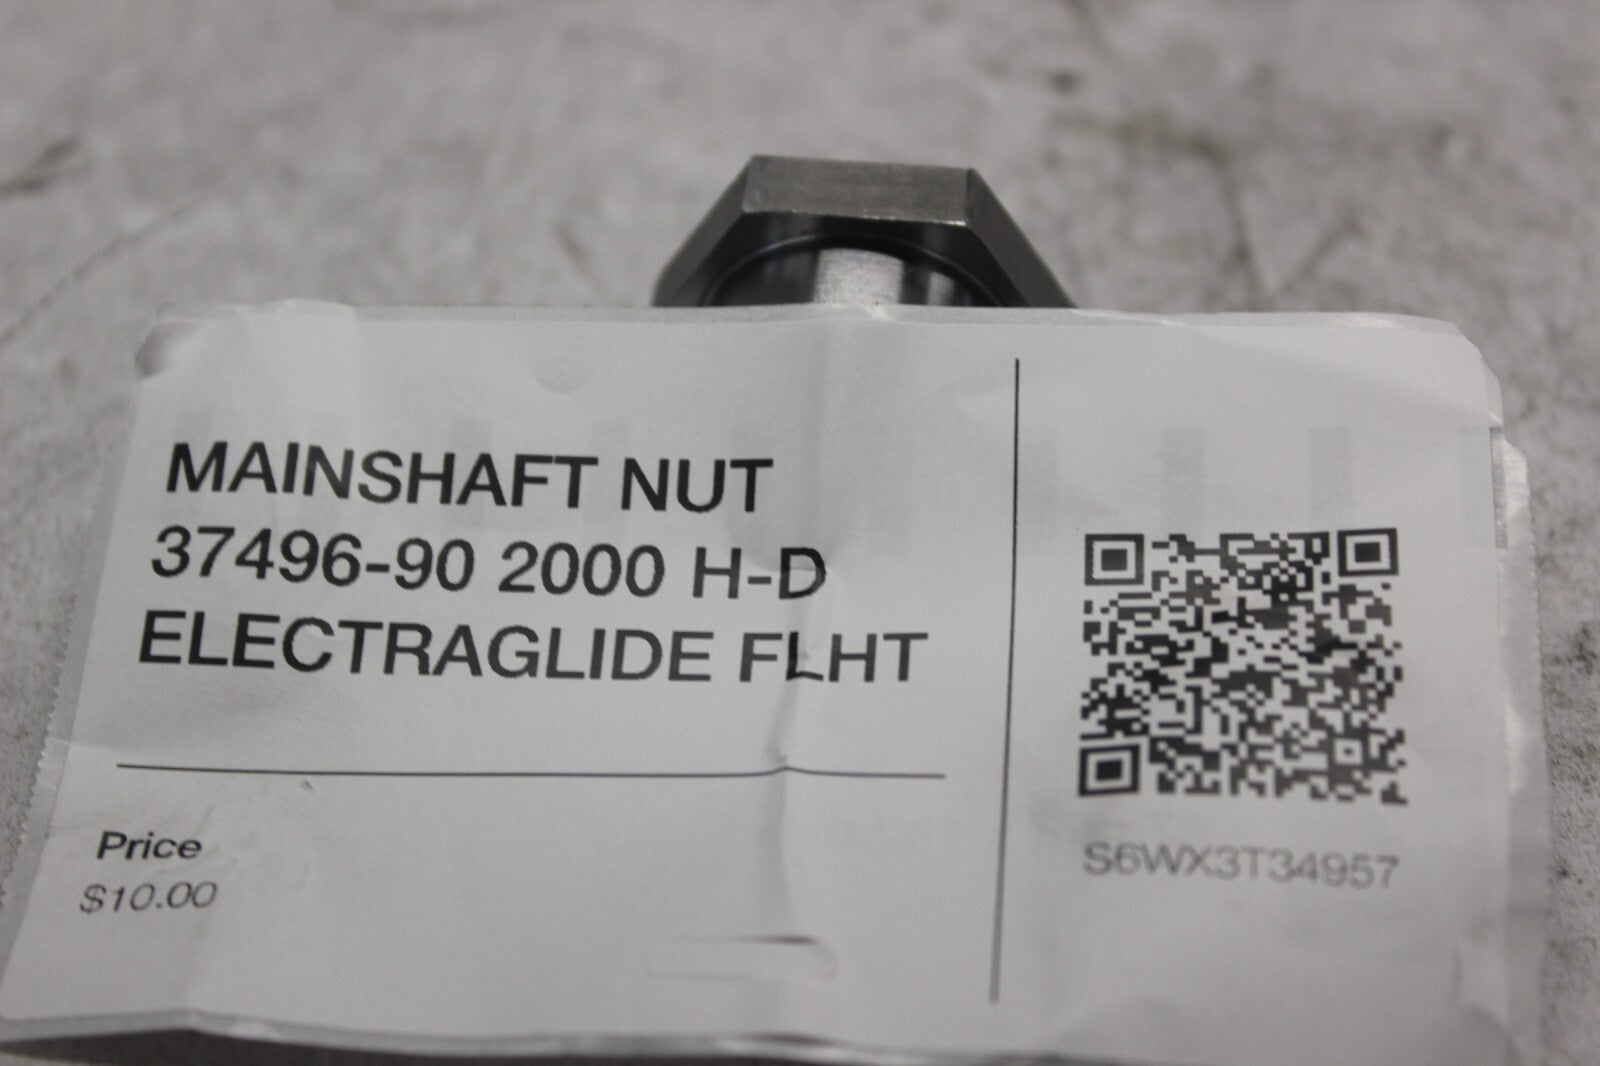 MAINSHAFT NUT
37496-90 2000 H-D
ELECTRAGLIDE FLHT
Price
$10.00
S6WX3T34957